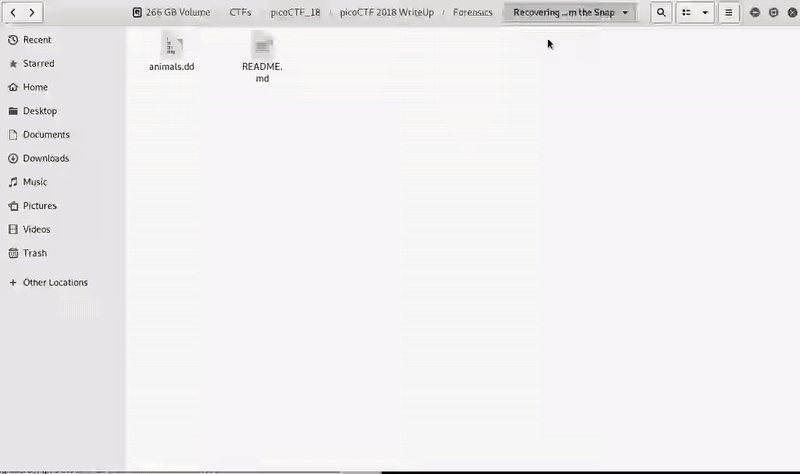 266 GB Volume CTFs picoCTF_18 / picoCTF 2018 WriteUp / Forensics Recovering ...m the Snap
Recent
Starred
Home
Desktop
Documents
Downloads
Music
Pictures
Videos
Trash
+ Other Locations
animals.dd
README.
md